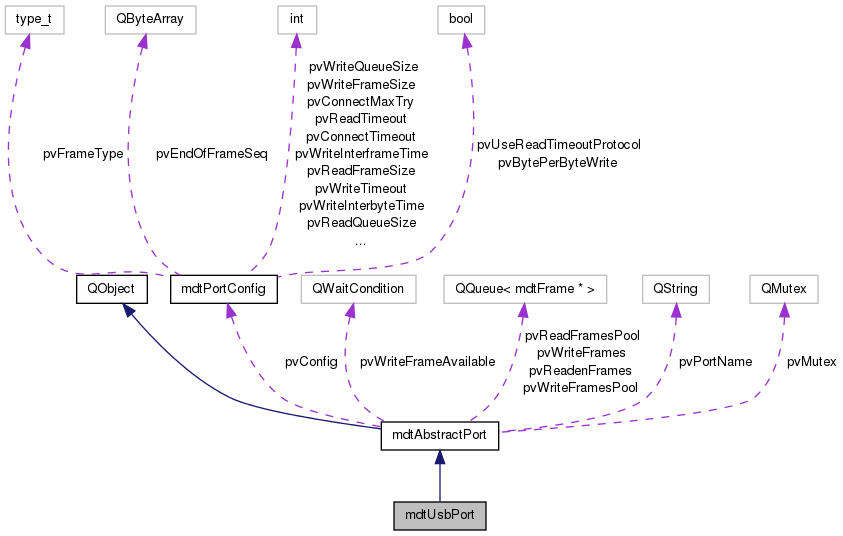 type_t
QByteArray
int
bool
pvWriteQueueSize
pvWriteFrameSize
pvConnectMaxTry
pvReadTimeout
pvConnectTimeout
pvWriteInterframeTime
pvReadFrameSize
pvWriteTimeout
pvWriteInterbyteTime
pvReadQueueSize
...
pvUseReadTimeoutProtocol
pvBytePerByteWrite
pvFrameType
pvEndOfFrameSeq
QObject
mdtPortConfig
QWaitCondition
QQueue< mdtFrame * >
QString
QMutex
pvConfig
pvWriteFrameAvailable
pvReadFramesPool
pvWriteFrames
pvReadenFrames
pvWriteFramesPool
pvPortName
pvMutex
mdtAbstractPort
mdtUsbPort